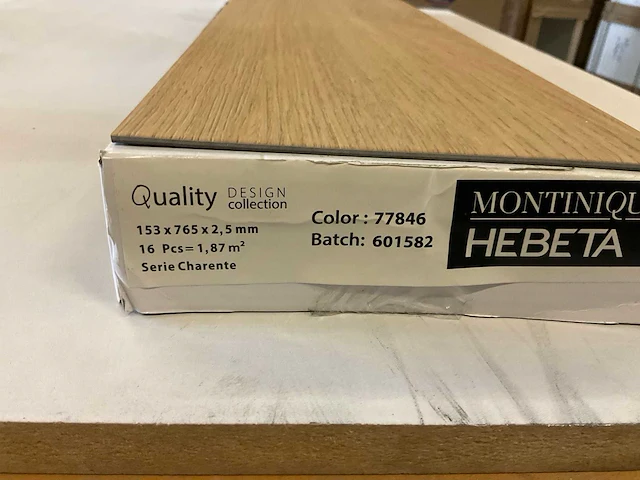 Quality DESIGN collection
153 x 765 x 2,5 mm
16 Pcs = 1,87 m²
Serie Charente
Color : 77846
Batch: 601582
MONTINIQU
HEBETA